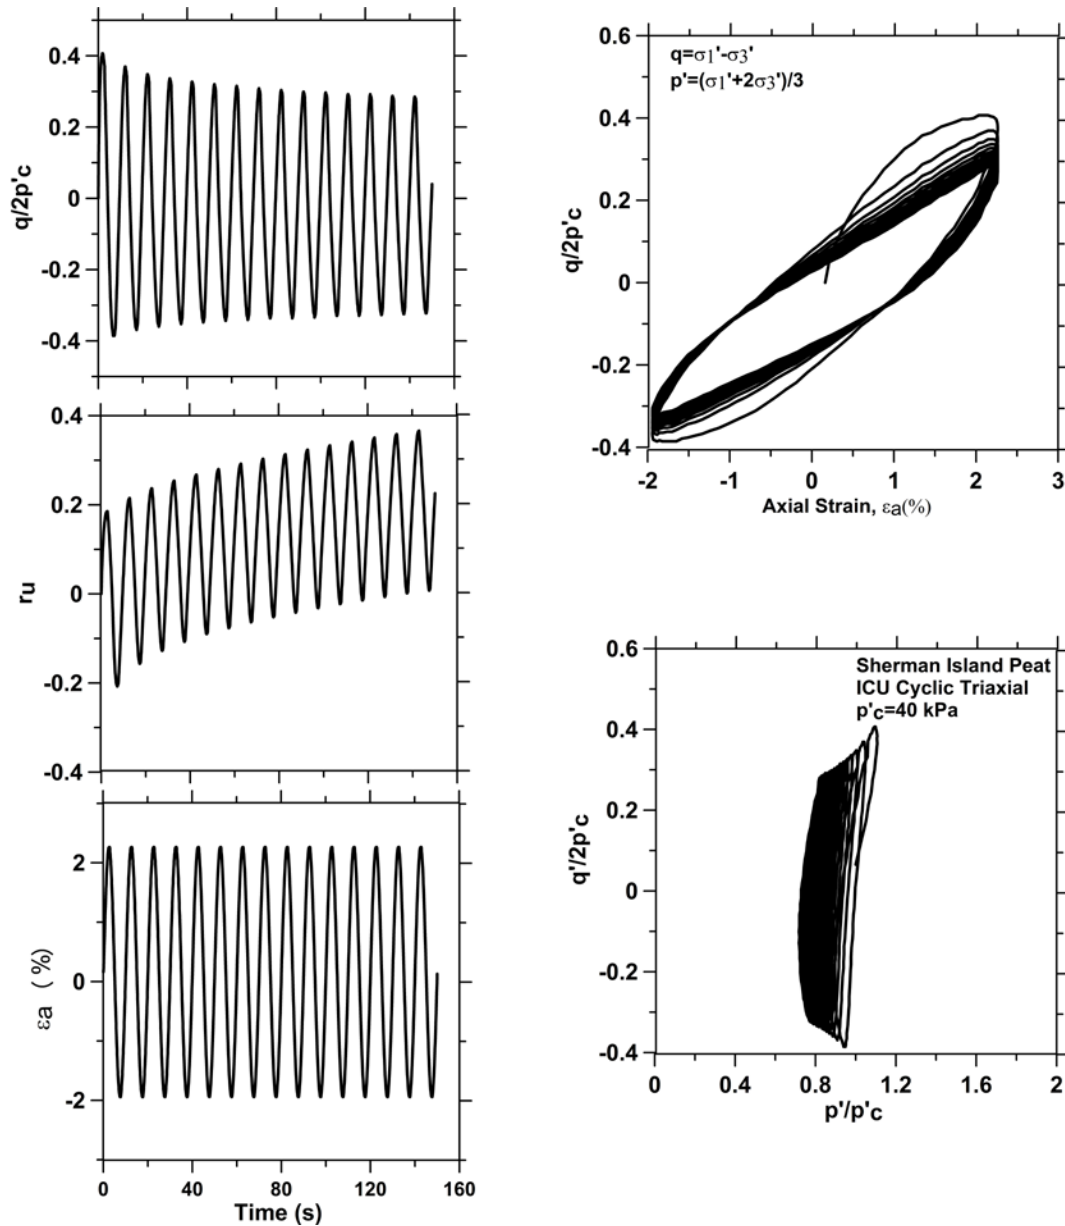 0.4
0.2
0
-0.2
-0.4
q/2p'c
0.4
0.2
0
-0.2
-0.4
ru
2
0
-2
εa ( %)
0 40 80 120 160
Time (s)
0.6
0.4
0.2
0
-0.2
-0.4
q/2p'c
q=σ1'-σ3'
p'=(σ1'+2σ3')/3
-2 -1 0 1 2 3
Axial Strain, εa(%)
0.6
0.4
0.2
0
-0.2
-0.4
q'/2p'c
Sherman Island Peat
ICU Cyclic Triaxial
p'c=40 kPa
0 0.4 0.8 1.2 1.6 2
p'/p'c